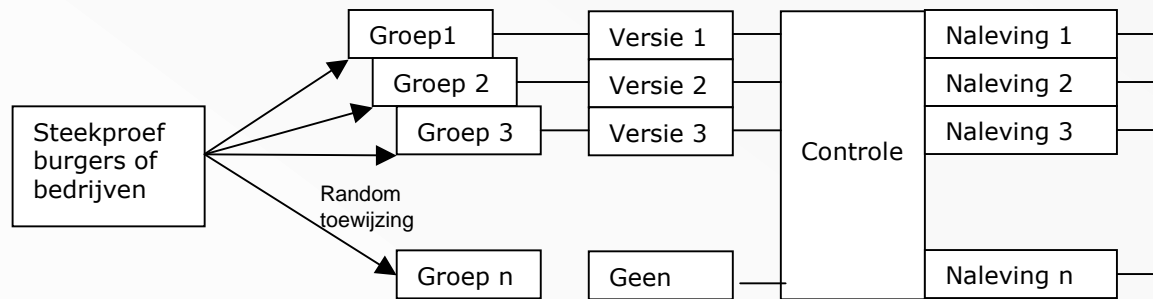 Groep1
Versie 1
Naleving 1
Groep 2
Versie 2
Naleving 2
Groep 3
Versie 3
Naleving 3
Steekproef
burgers of
bedrijven
Controle
Random
toewijzing
Groep n
Geen
Naleving n